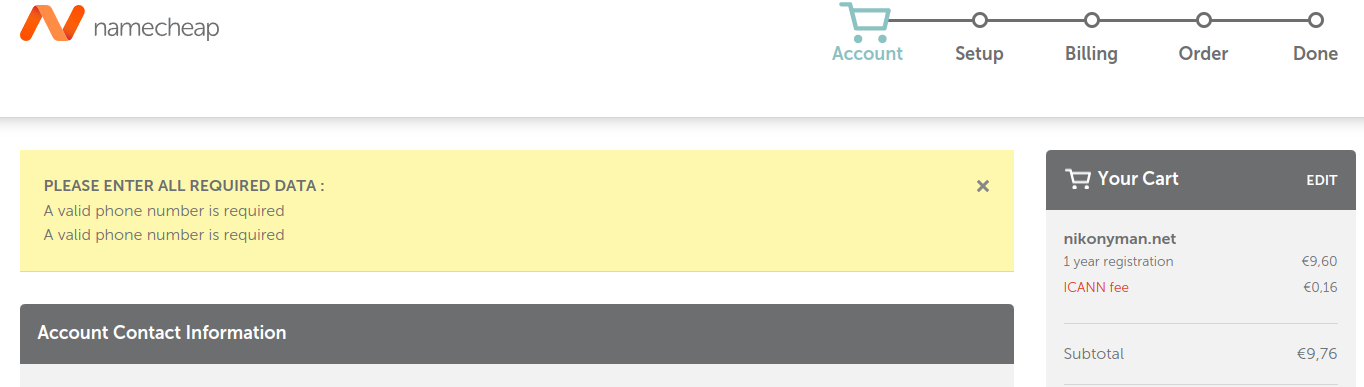 namecheap
Account
Setup
Billing
Order
Done
PLEASE ENTER ALL REQUIRED DATA :
A valid phone number is required
A valid phone number is required
Account Contact Information
Your Cart EDIT
nikonyman.net
1 year registration €9,60
ICANN fee €0,16
Subtotal €9,76